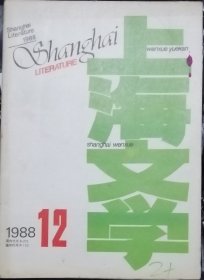 Shanghai
Literature
1988
Shanghai
LITERATURE
wenxue yuekan
上海文学
shanghai wenxue
1988 12